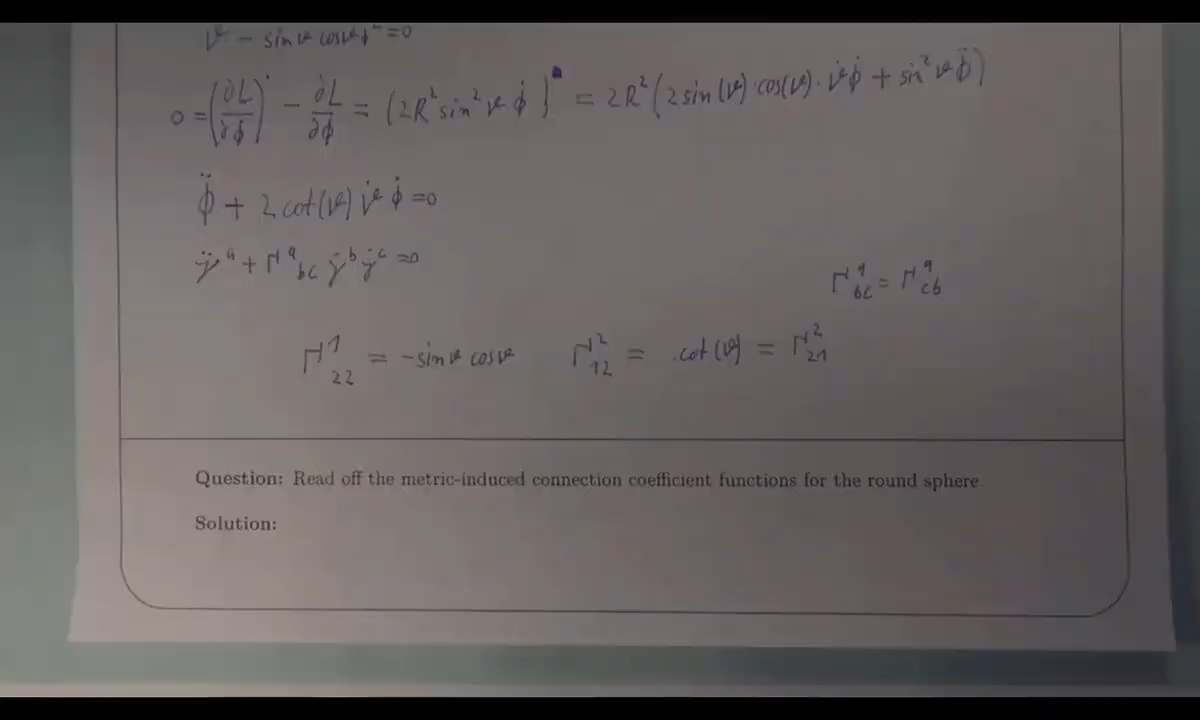 ϑ̈ − sin ϑ cos ϑ φ̇² = 0
0 = (∂L/∂φ̇)˙ − ∂L/∂φ = (2R² sin² ϑ φ̇)˙ = 2R²(2 sin(ϑ)·cos(ϑ)·ϑ̇φ̇ + sin² ϑ φ̈)
φ̈ + 2 cot(ϑ) ϑ̇ φ̇ = 0
γ̈ᵃ + Γᵃ_bc γ̇ᵇ γ̇ᶜ = 0
Γᵃ_bc = Γᵃ_cb
Γ¹_22 = −sin ϑ cos ϑ Γ²_12 = cot(ϑ) = Γ²_21
Question: Read off the metric-induced connection coefficient functions for the round sphere.
Solution: